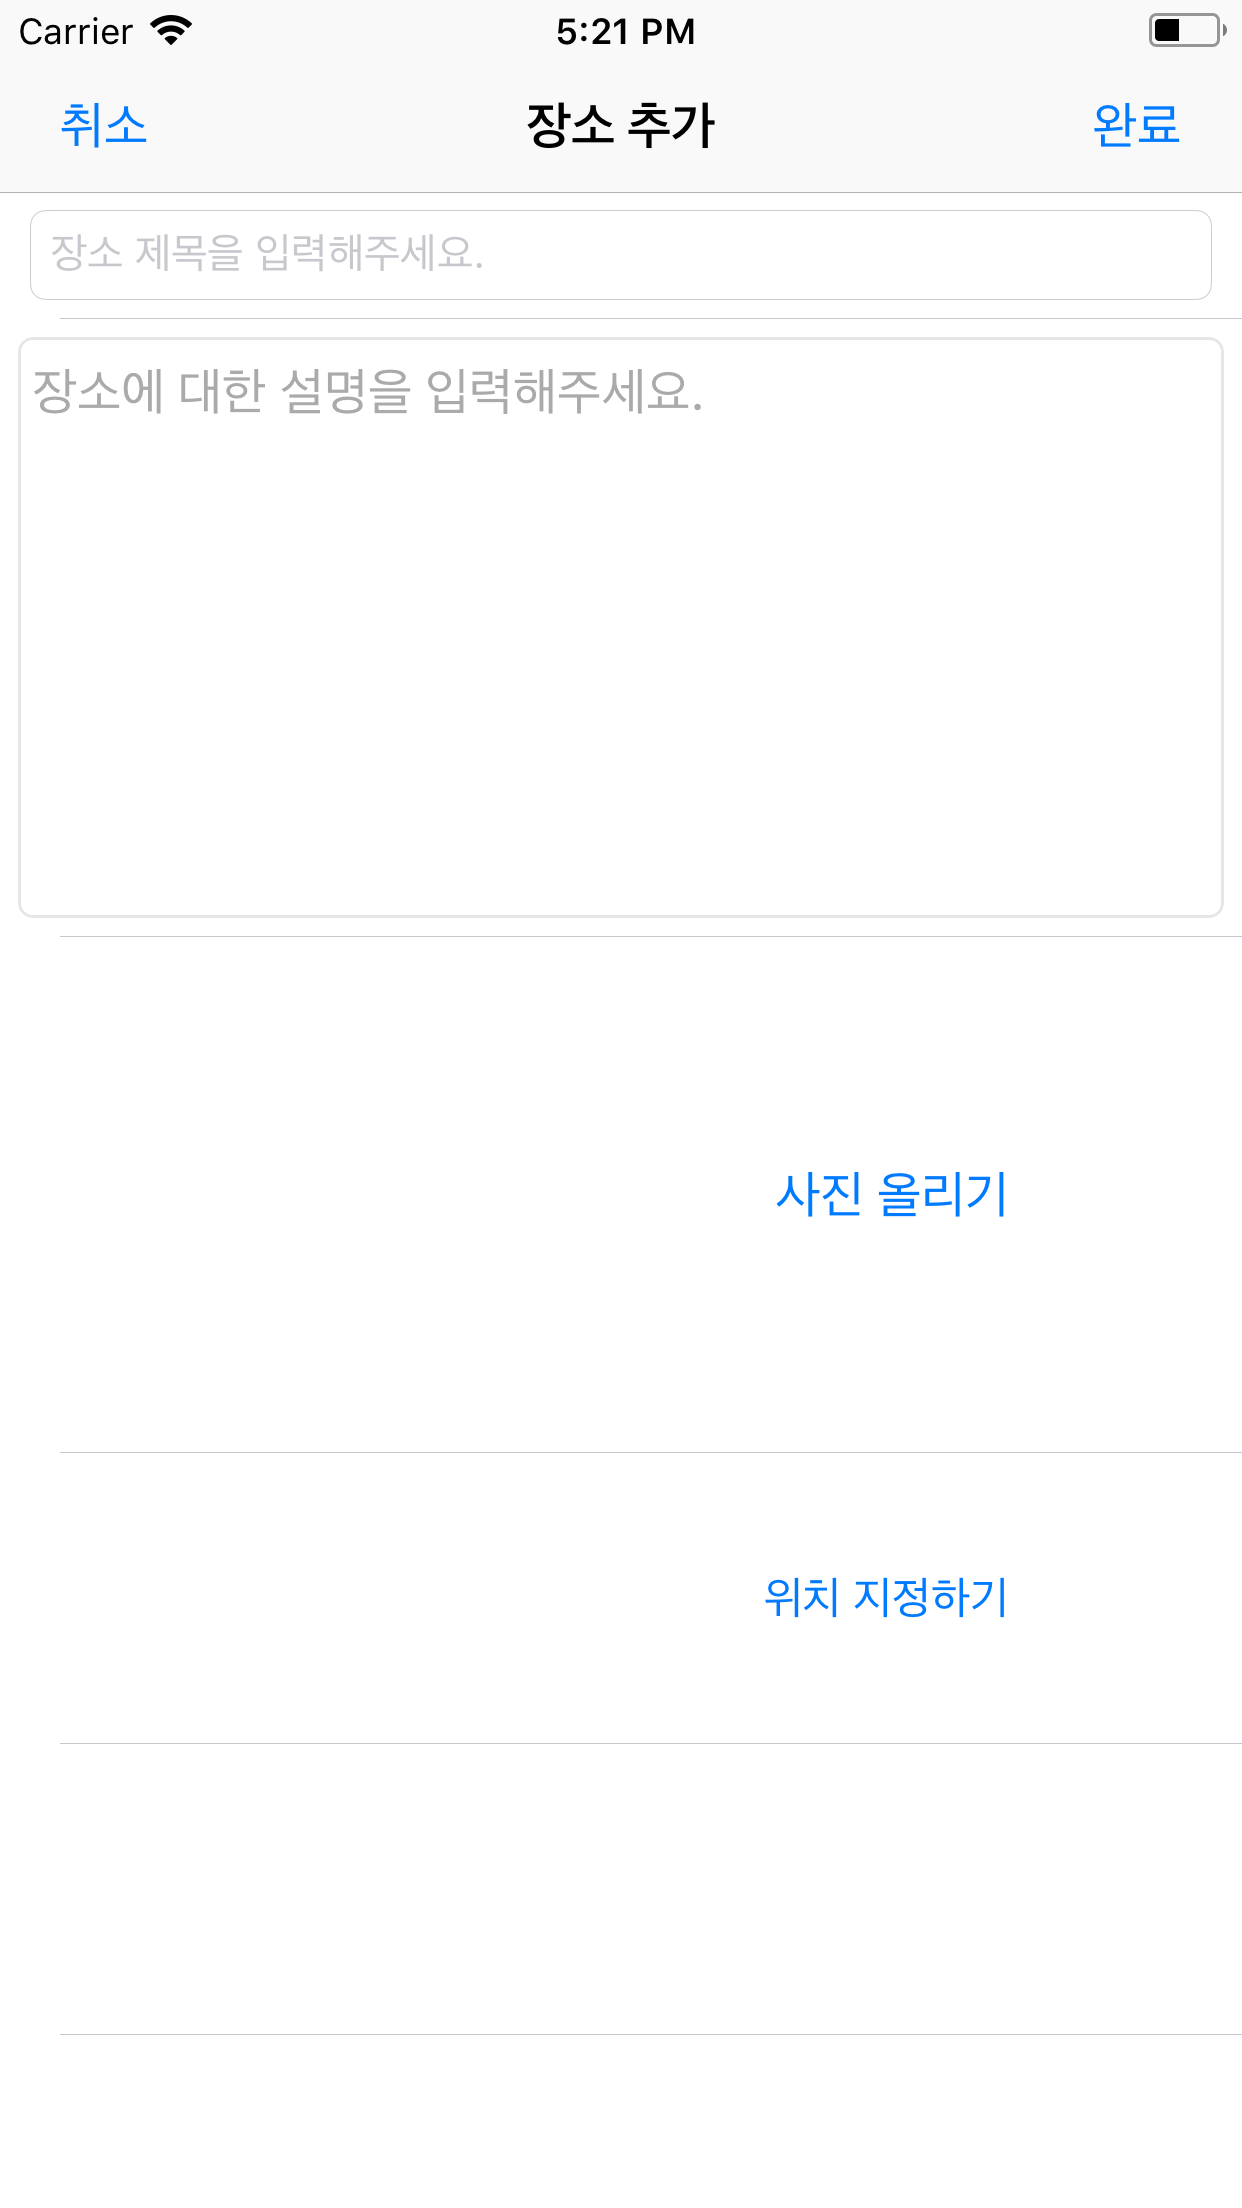 Carrier 5:21 PM
취소 장소 추가 완료
장소 제목을 입력해주세요.
장소에 대한 설명을 입력해주세요.
사진 올리기
위치 지정하기